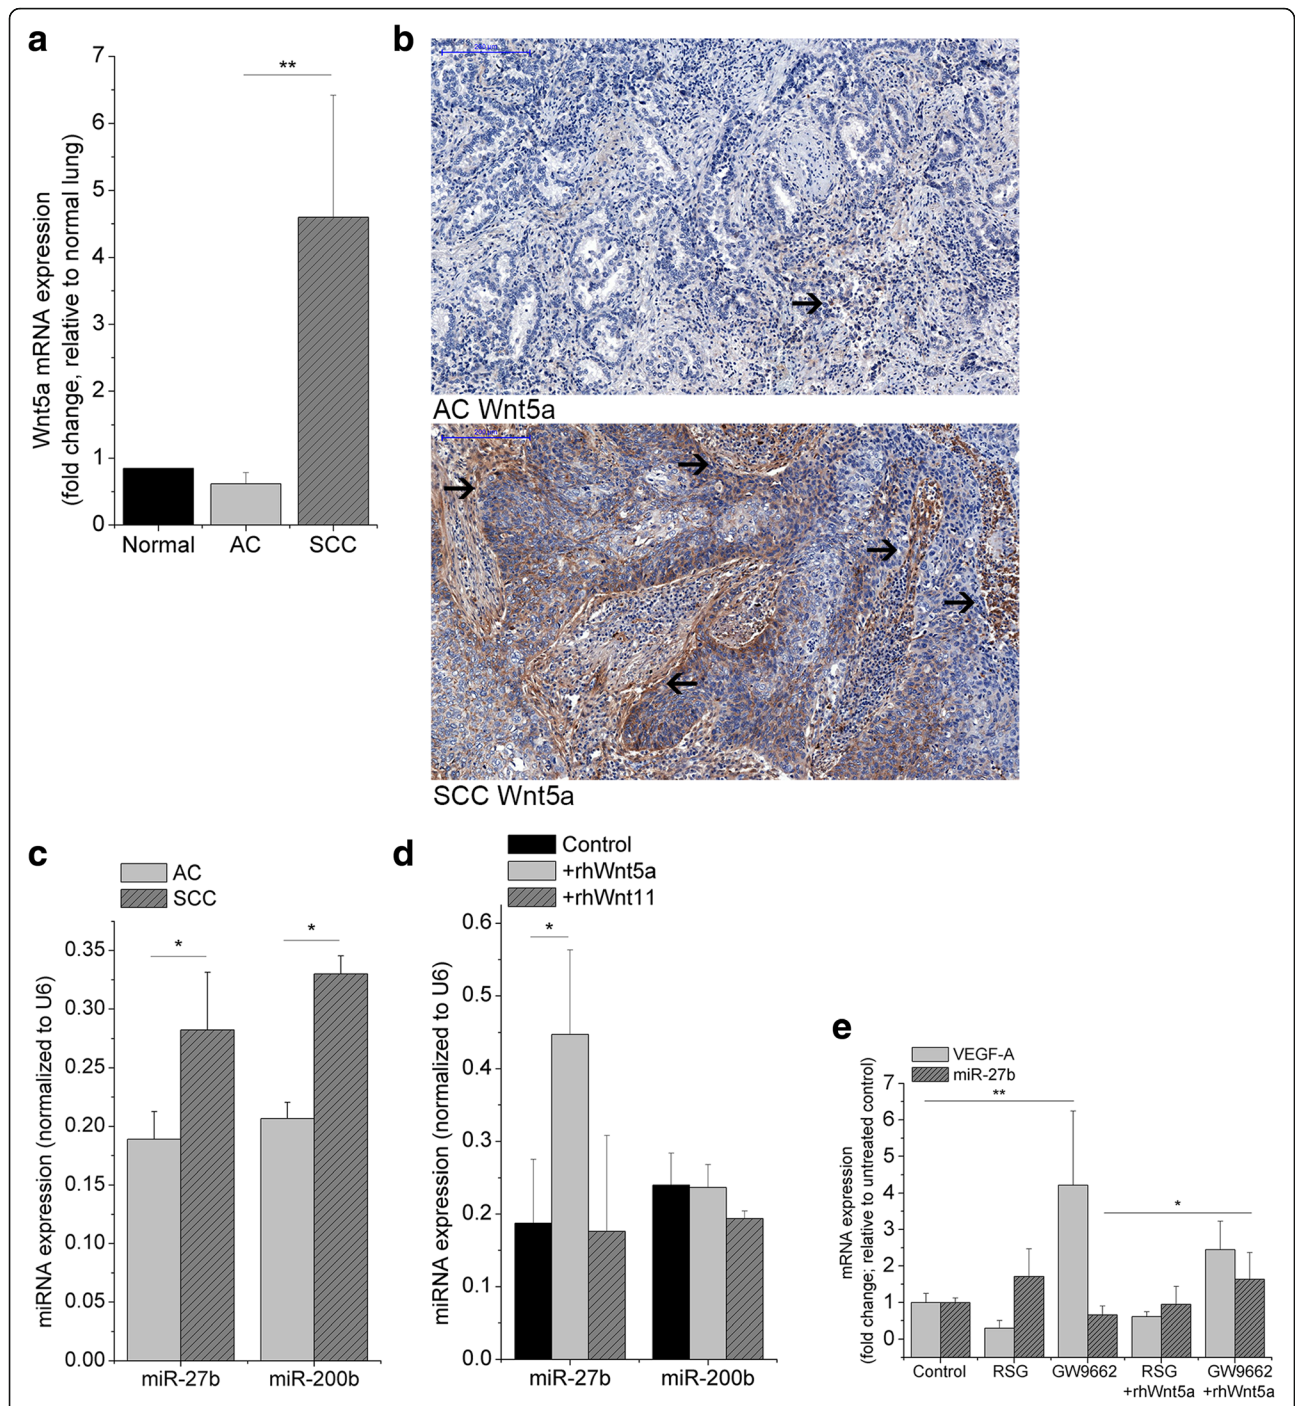 a
7
6
5
4
3
2
1
0
Wnt5a mRNA expression
(fold change, relative to normal lung)
**
Normal AC SCC
b
200 µm
AC Wnt5a
200 µm
SCC Wnt5a
c
AC
SCC
miRNA expression (normalized to U6)
0.35
0.30
0.25
0.20
0.15
0.10
0.05
0.00
* *
miR-27b miR-200b
d
Control
+rhWnt5a
+rhWnt11
miRNA expression (normalized to U6)
0.6
0.5
0.4
0.3
0.2
0.1
0.0
*
miR-27b miR-200b
e
VEGF-A
miR-27b
mRNA expression
(fold change; relative to untreated control)
7
6
5
4
3
2
1
0
**
*
Control RSG GW9662 RSG GW9662
+rhWnt5a +rhWnt5a